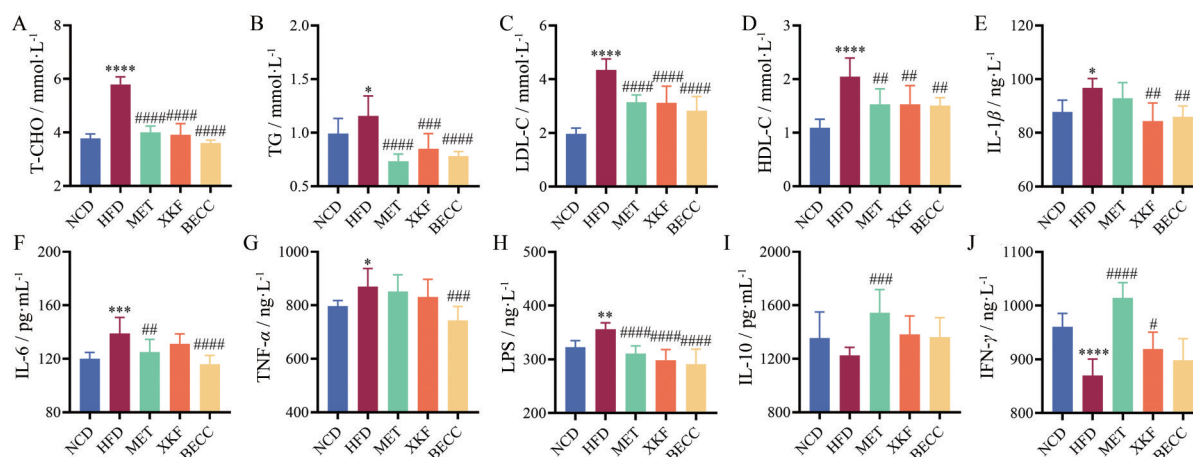 A
T-CHO / mmol·L⁻¹
8
6
4
2
****
####
####
####
NCD
HFD
MET
XKF
BECC
B
TG / mmol·L⁻¹
2.0
1.5
1.0
0.5
*
####
###
####
NCD
HFD
MET
XKF
BECC
C
LDL-C / mmol·L⁻¹
6
4
2
0
****
####
####
####
NCD
HFD
MET
XKF
BECC
D
HDL-C / mmol·L⁻¹
3
2
1
0
****
##
##
##
NCD
HFD
MET
XKF
BECC
E
IL-1β / ng·L⁻¹
120
100
80
60
*
##
##
NCD
HFD
MET
XKF
BECC
F
IL-6 / pg·mL⁻¹
200
160
120
80
***
##
####
NCD
HFD
MET
XKF
BECC
G
TNF-α / ng·L⁻¹
1000
800
600
400
*
###
NCD
HFD
MET
XKF
BECC
H
LPS / ng·L⁻¹
500
400
300
200
**
####
####
####
NCD
HFD
MET
XKF
BECC
I
IL-10 / pg·mL⁻¹
2000
1600
1200
800
###
NCD
HFD
MET
XKF
BECC
J
IFN-γ / ng·L⁻¹
1100
1000
900
800
****
####
#
NCD
HFD
MET
XKF
BECC